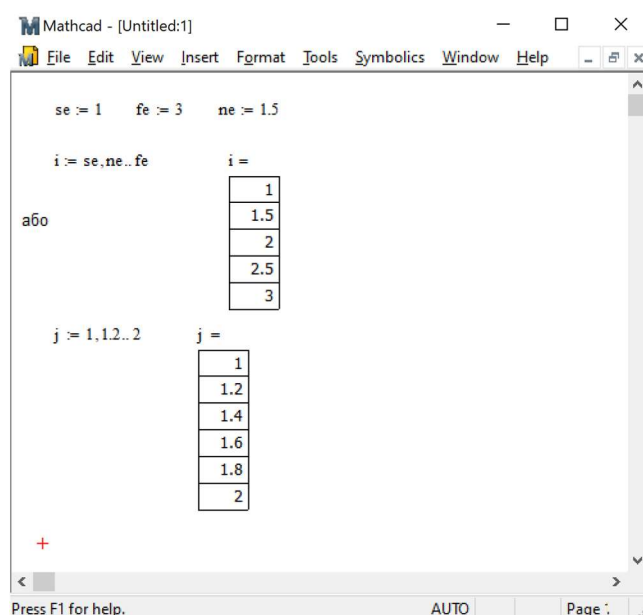 Mathcad - [Untitled:1]
File Edit View Insert Format Tools Symbolics Window Help
se := 1 fe := 3 ne := 1.5
i := se,ne.. fe i =
1
1.5
або
2
2.5
3
j := 1,1.2.. 2 j =
1
1.2
1.4
1.6
1.8
2
Press F1 for help. AUTO Page